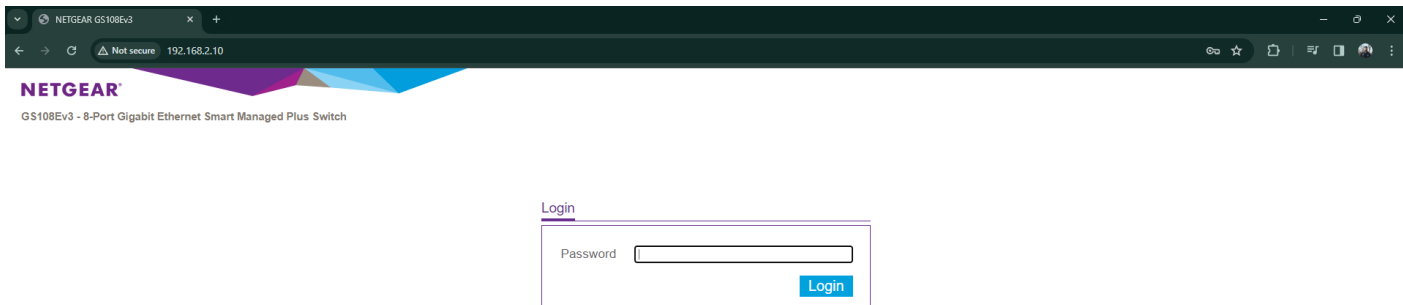 NETGEAR GS108Ev3
Not secure 192.168.2.10
NETGEAR®
GS108Ev3 - 8-Port Gigabit Ethernet Smart Managed Plus Switch
Login
Password
Login